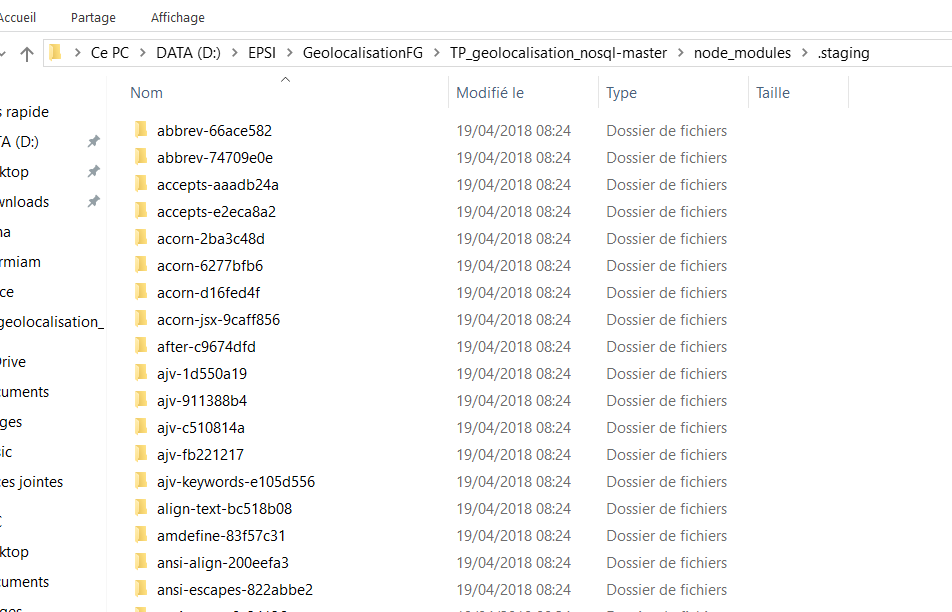 Accueil Partage Affichage
Ce PC DATA (D:) EPSI GeolocalisationFG TP_geolocalisation_nosql-master node_modules .staging
Nom Modifié le Type Taille
s rapide
TA (D:)
ktop
wnloads
na
rmiam
ce
geolocalisation_
Drive
cuments
ges
sic
ces jointes
C
ktop
cuments
ges
abbrev-66ace582 19/04/2018 08:24 Dossier de fichiers
abbrev-74709e0e 19/04/2018 08:24 Dossier de fichiers
accepts-aaadb24a 19/04/2018 08:24 Dossier de fichiers
accepts-e2eca8a2 19/04/2018 08:24 Dossier de fichiers
acorn-2ba3c48d 19/04/2018 08:24 Dossier de fichiers
acorn-6277bfb6 19/04/2018 08:24 Dossier de fichiers
acorn-d16fed4f 19/04/2018 08:24 Dossier de fichiers
acorn-jsx-9caff856 19/04/2018 08:24 Dossier de fichiers
after-c9674dfd 19/04/2018 08:24 Dossier de fichiers
ajv-1d550a19 19/04/2018 08:24 Dossier de fichiers
ajv-911388b4 19/04/2018 08:24 Dossier de fichiers
ajv-c510814a 19/04/2018 08:24 Dossier de fichiers
ajv-fb221217 19/04/2018 08:24 Dossier de fichiers
ajv-keywords-e105d556 19/04/2018 08:24 Dossier de fichiers
align-text-bc518b08 19/04/2018 08:24 Dossier de fichiers
amdefine-83f57c31 19/04/2018 08:24 Dossier de fichiers
ansi-align-200eefa3 19/04/2018 08:24 Dossier de fichiers
ansi-escapes-822abbe2 19/04/2018 08:24 Dossier de fichiers